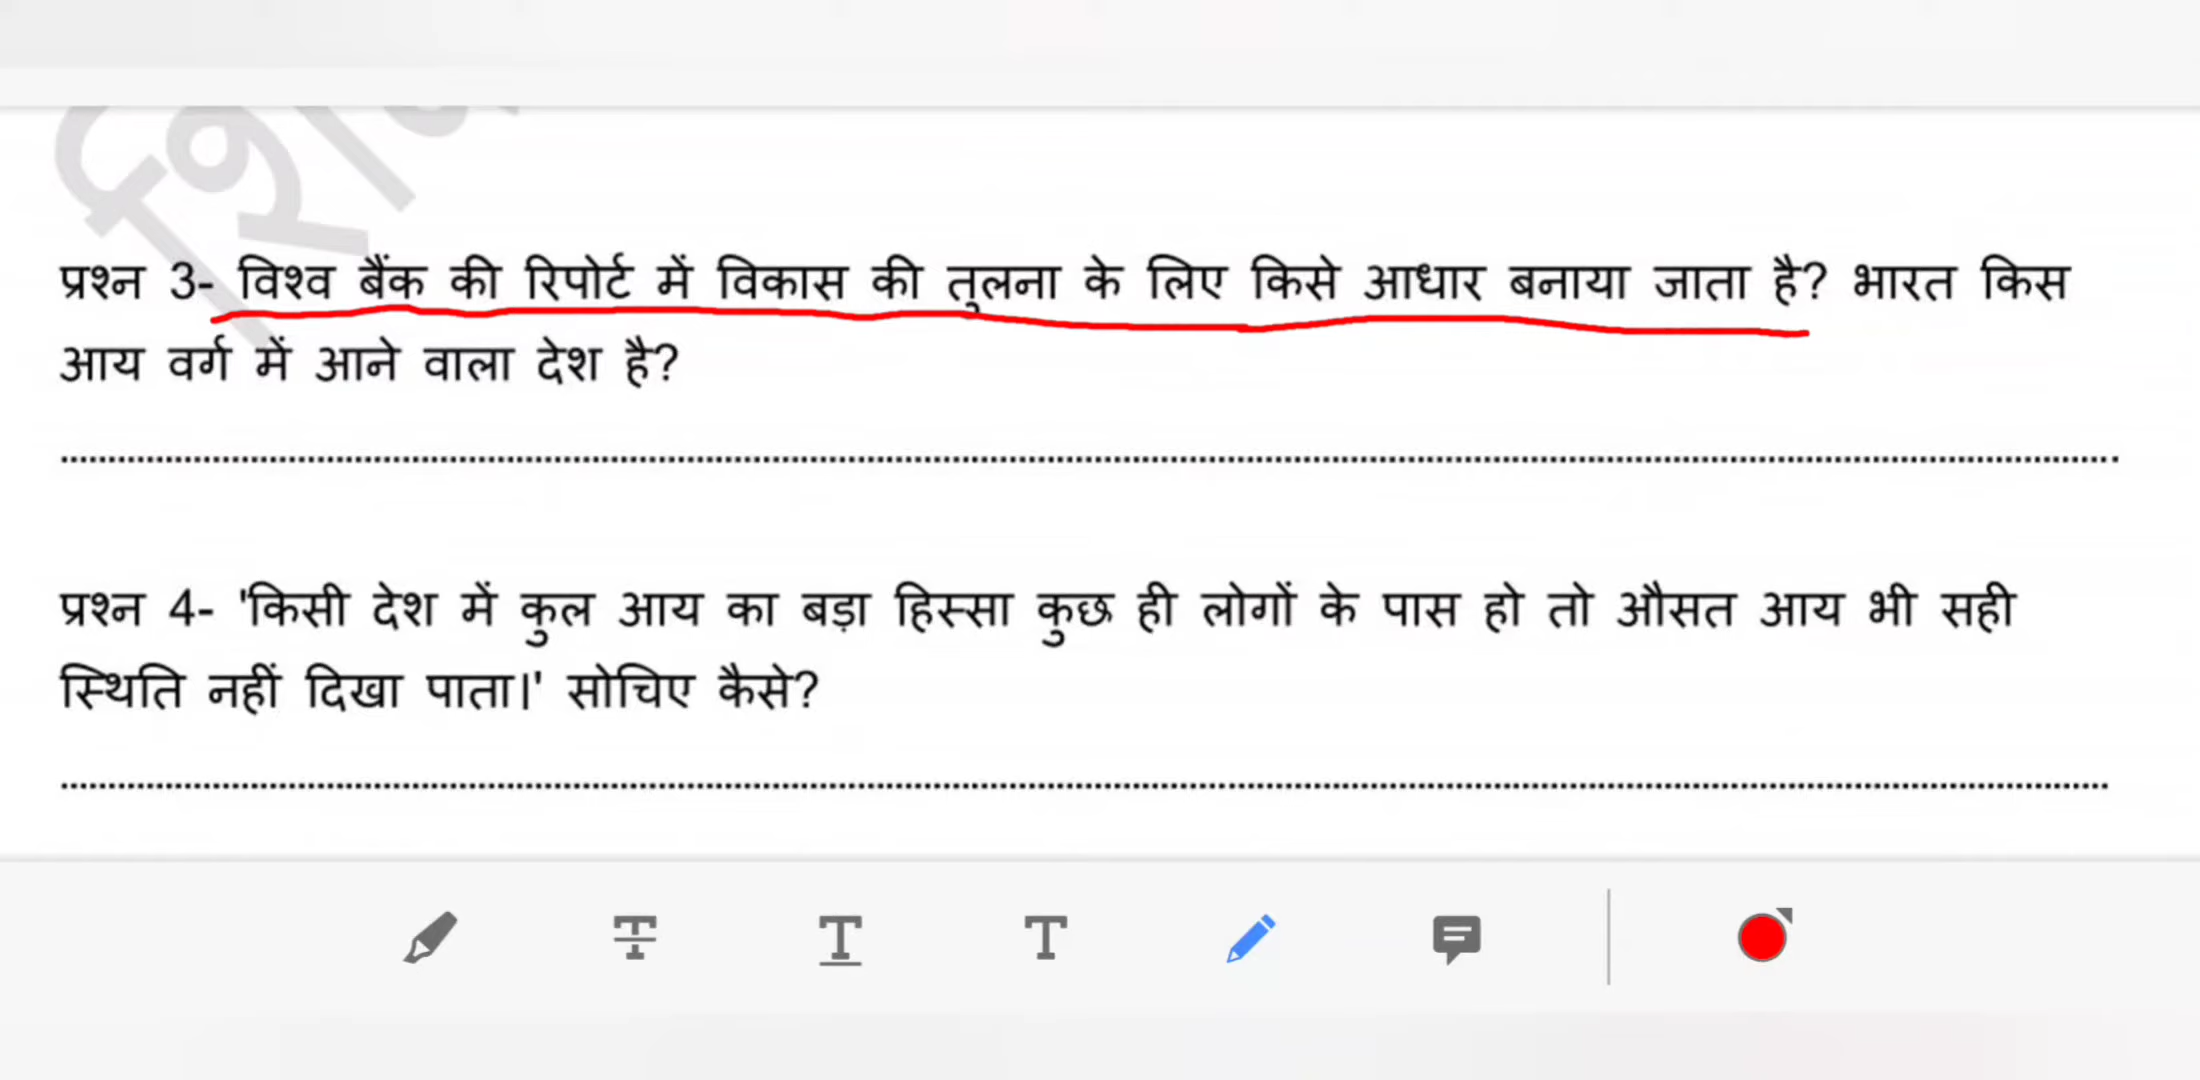 प्रश्न 3- विश्व बैंक की रिपोर्ट में विकास की तुलना के लिए किसे आधार बनाया जाता है? भारत किस
आय वर्ग में आने वाला देश है?
प्रश्न 4- 'किसी देश में कुल आय का बड़ा हिस्सा कुछ ही लोगों के पास हो तो औसत आय भी सही
स्थिति नहीं दिखा पाता।' सोचिए कैसे?